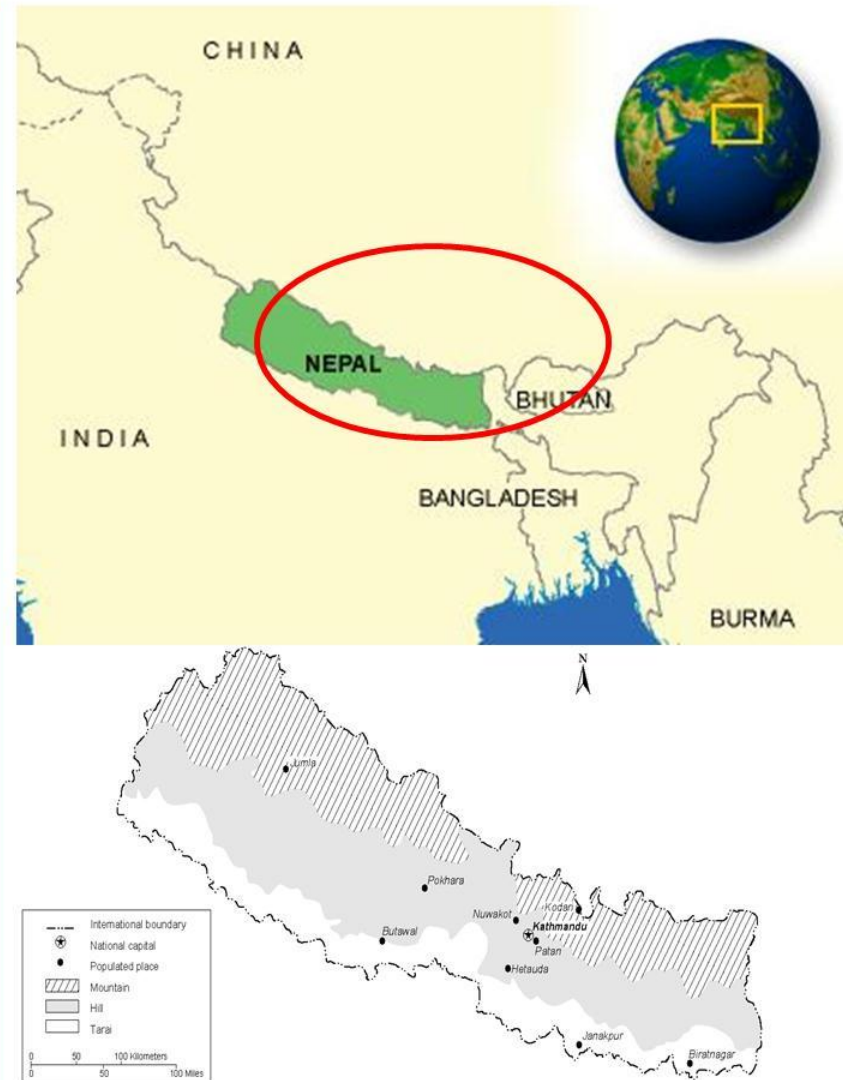 CHINA
NEPAL
BHUTAN
INDIA
BANGLADESH
BURMA
N
Jumla
Pokhara
Kodari
Nuwakot
Kathmandu
Butawal
Patan
Hetauda
Janakpur
Biratnagar
International boundary
National capital
Populated place
Mountain
Hill
Tarai
0 50 100 Kilometers
0 50 100 Miles